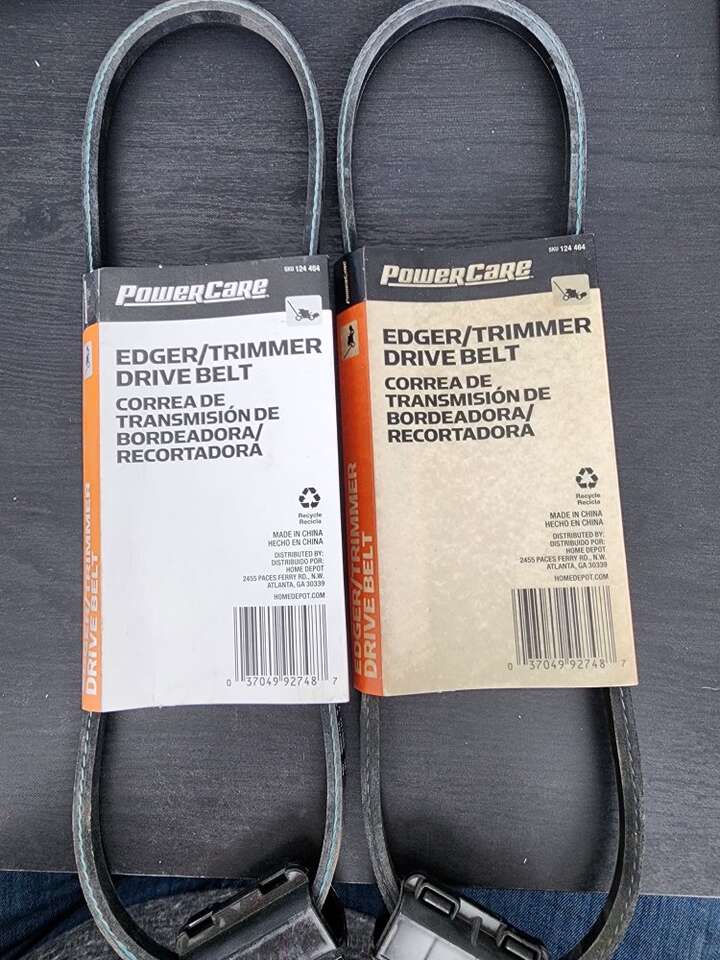 SKU 124 464
POWERCARE
EDGER/TRIMMER
DRIVE BELT
CORREA DE
TRANSMISIÓN DE
BORDEADORA/
RECORTADORA
Recycle
Recicla
MADE IN CHINA
HECHO EN CHINA
DISTRIBUTED BY:
DISTRIBUIDO POR:
HOME DEPOT
2455 PACES FERRY RD., N.W.
ATLANTA, GA 30339
HOMEDEPOT.COM
0 37049 92748 7
EDGER/TRIMMER
DRIVE BELT
SKU 124 464
POWERCARE
EDGER/TRIMMER
DRIVE BELT
CORREA DE
TRANSMISIÓN DE
BORDEADORA/
RECORTADORA
Recycle
Recicla
MADE IN CHINA
HECHO EN CHINA
DISTRIBUTED BY:
DISTRIBUIDO POR:
HOME DEPOT
2455 PACES FERRY RD., N.W.
ATLANTA, GA 30339
HOMEDEPOT.COM
0 37049 92748 7
POWERCARE
EDGER/TRIMMER
DRIVE BELT